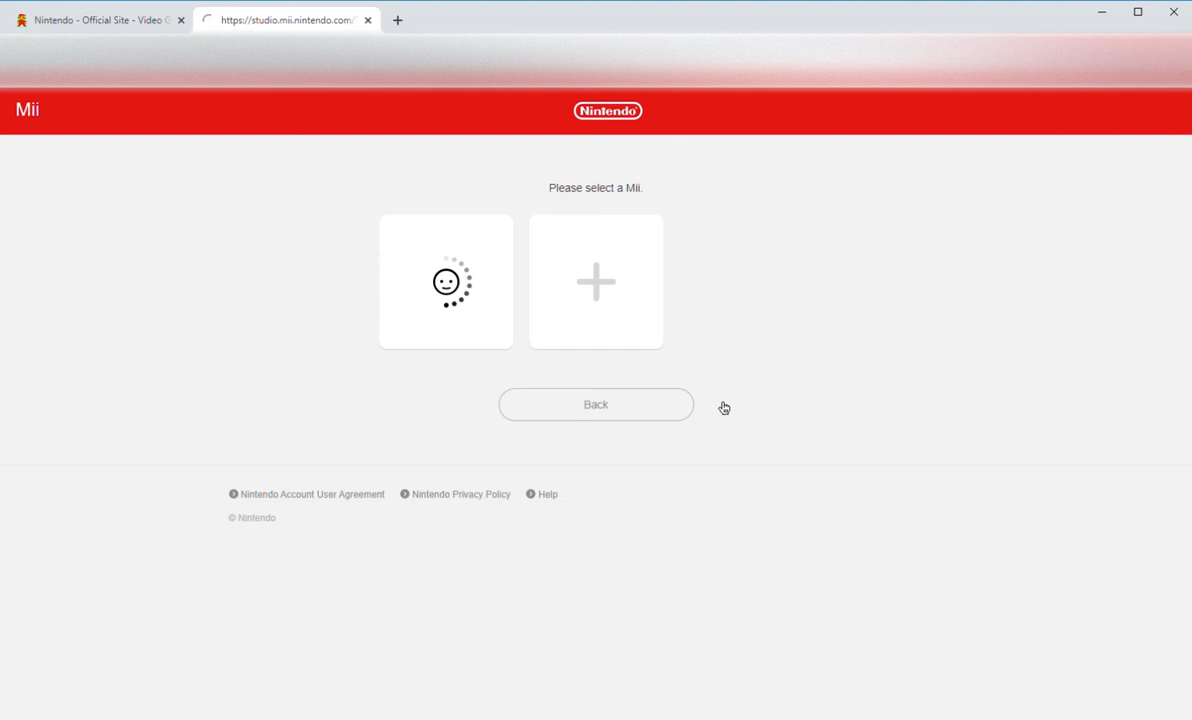 Nintendo - Official Site - Video G
https://studio.mii.nintendo.com/
Mii
Nintendo
Please select a Mii.
Back
Nintendo Account User Agreement
Nintendo Privacy Policy
Help
© Nintendo